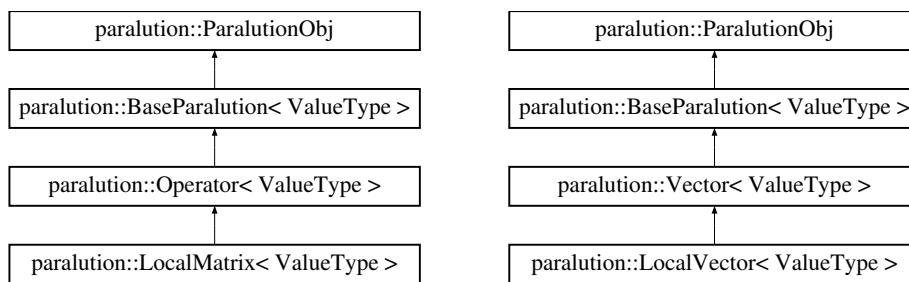 paralution::ParalutionObj
paralution::BaseParalution< ValueType >
paralution::Operator< ValueType >
paralution::LocalMatrix< ValueType >
paralution::ParalutionObj
paralution::BaseParalution< ValueType >
paralution::Vector< ValueType >
paralution::LocalVector< ValueType >